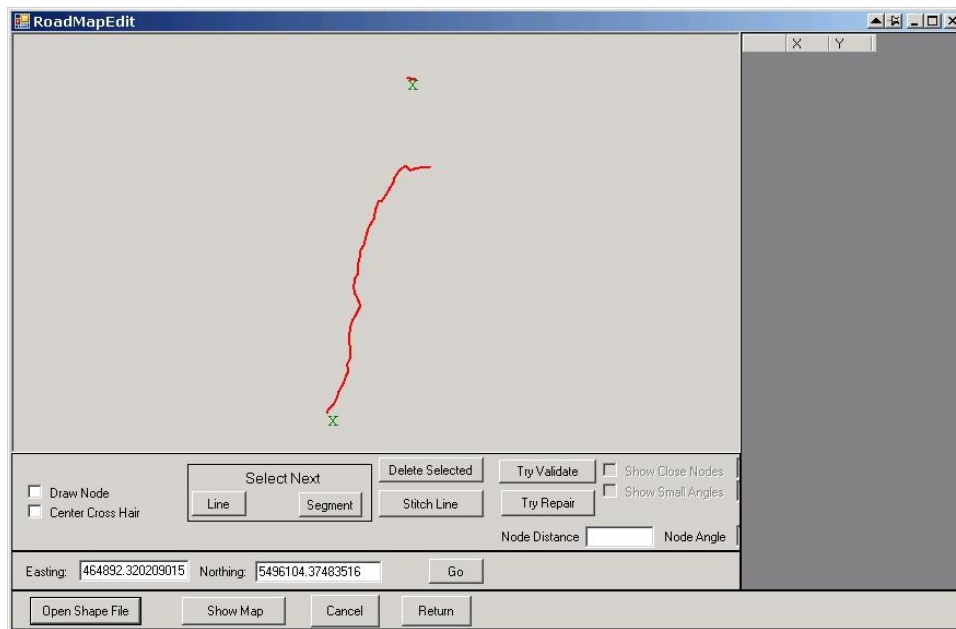 RoadMapEdit
X Y
X
X
Select Next
Line Segment
Draw Node
Center Cross Hair
Delete Selected
Stitch Line
Try Validate
Try Repair
Show Close Nodes
Show Small Angles
Node Distance Node Angle
Easting: 464892.320209015 Northing: 5496104.37483516 Go
Open Shape File Show Map Cancel Return